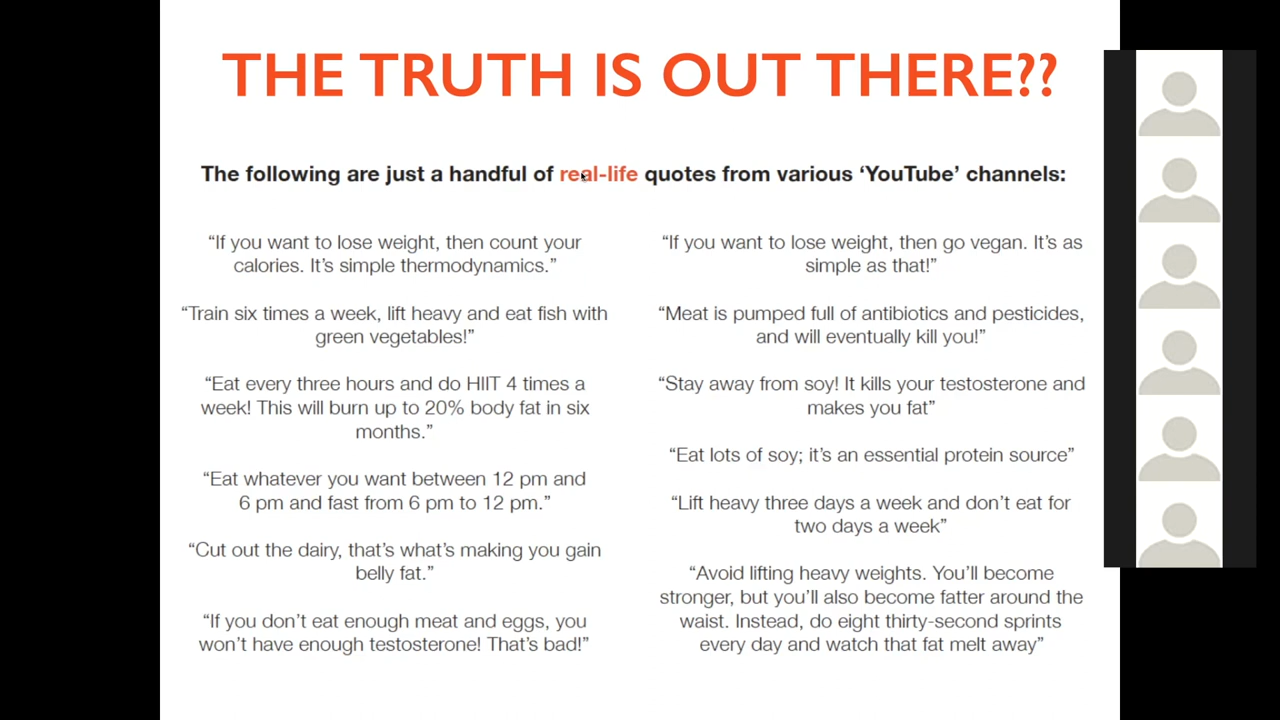 THE TRUTH IS OUT THERE??
The following are just a handful of real-life quotes from various ‘YouTube’ channels:
“If you want to lose weight, then count your
calories. It’s simple thermodynamics.”
“Train six times a week, lift heavy and eat fish with
green vegetables!”
“Eat every three hours and do HIIT 4 times a
week! This will burn up to 20% body fat in six
months.”
“Eat whatever you want between 12 pm and
6 pm and fast from 6 pm to 12 pm.”
“Cut out the dairy, that’s what’s making you gain
belly fat.”
“If you don’t eat enough meat and eggs, you
won’t have enough testosterone! That’s bad!”
“If you want to lose weight, then go vegan. It’s as
simple as that!”
“Meat is pumped full of antibiotics and pesticides,
and will eventually kill you!”
“Stay away from soy! It kills your testosterone and
makes you fat”
“Eat lots of soy; it’s an essential protein source”
“Lift heavy three days a week and don’t eat for
two days a week”
“Avoid lifting heavy weights. You’ll become
stronger, but you’ll also become fatter around the
waist. Instead, do eight thirty-second sprints
every day and watch that fat melt away”